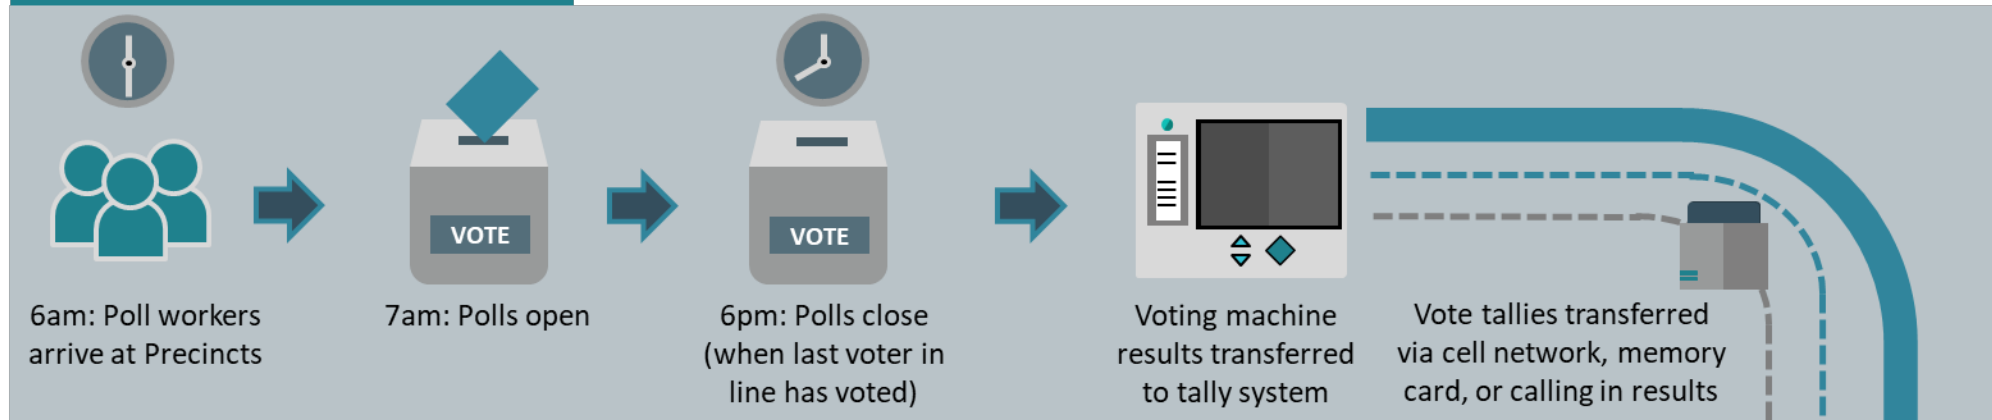 VOTE
VOTE
6am: Poll workers
arrive at Precincts
7am: Polls open
6pm: Polls close
(when last voter in
line has voted)
Voting machine
results transferred
to tally system
Vote tallies transferred
via cell network, memory
card, or calling in results